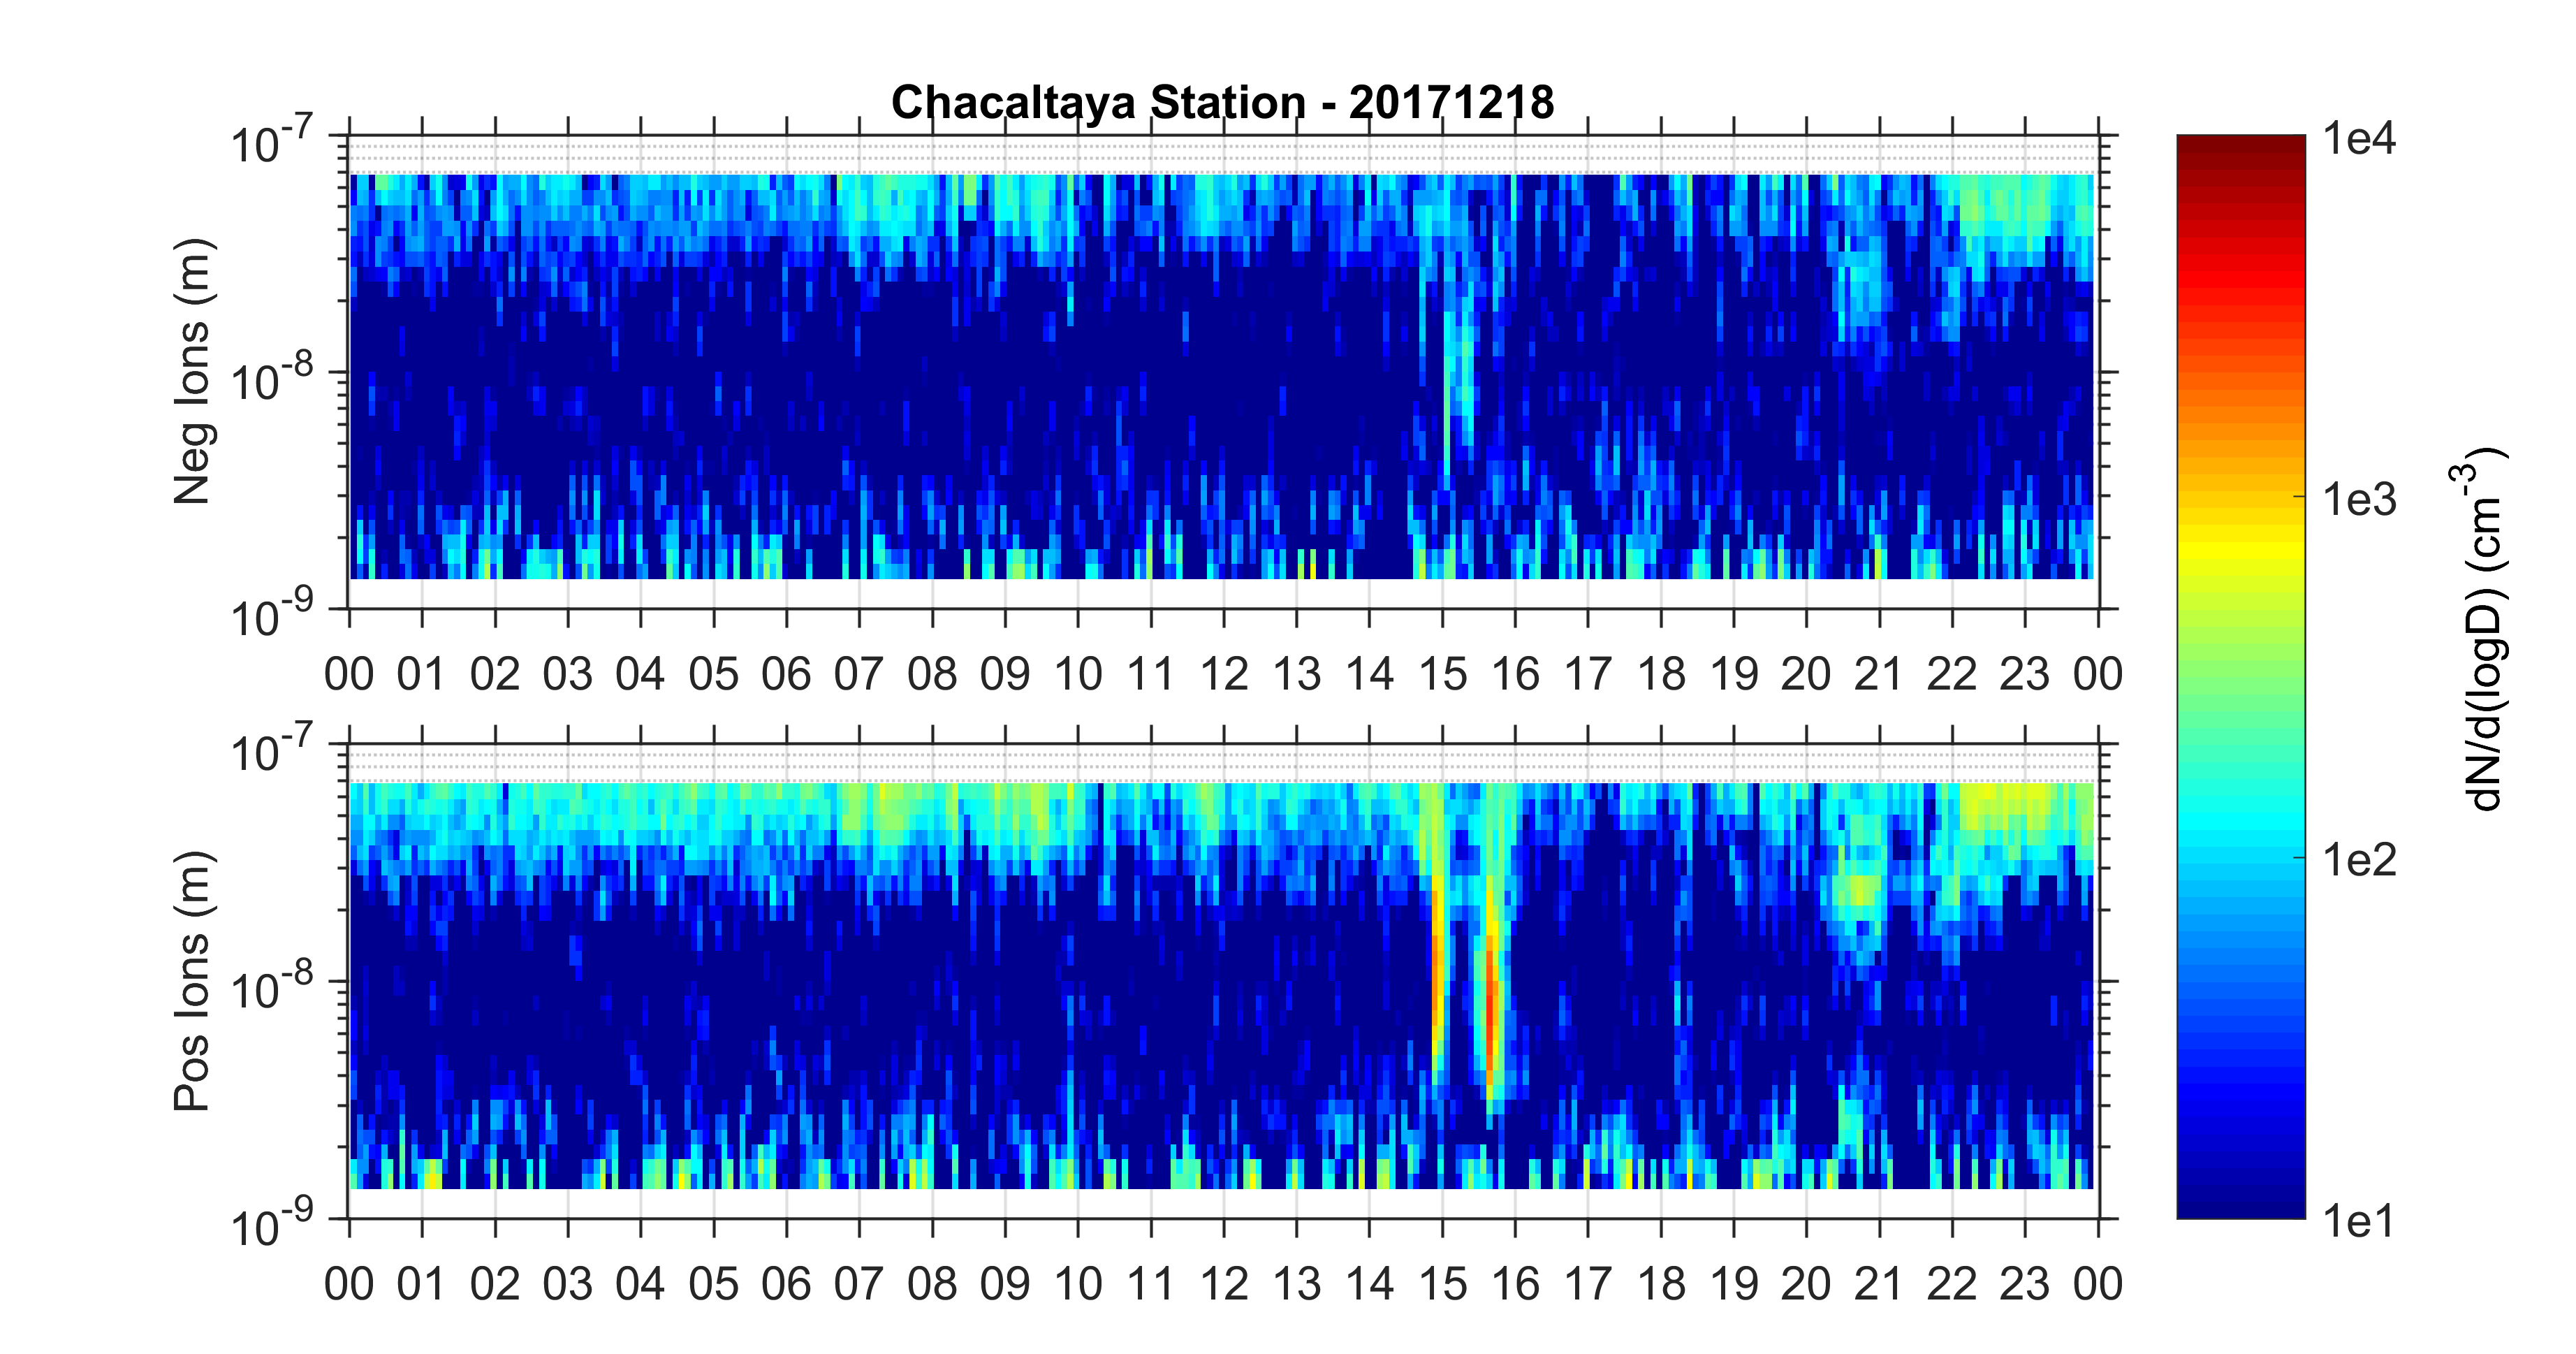 Chacaltaya Station - 20171218
Neg Ions (m)
10-7
10-8
10-9
00 01 02 03 04 05 06 07 08 09 10 11 12 13 14 15 16 17 18 19 20 21 22 23 00
Pos Ions (m)
10-7
10-8
10-9
00 01 02 03 04 05 06 07 08 09 10 11 12 13 14 15 16 17 18 19 20 21 22 23 00
1e4
1e3
1e2
1e1
dN/d(logD) (cm-3)